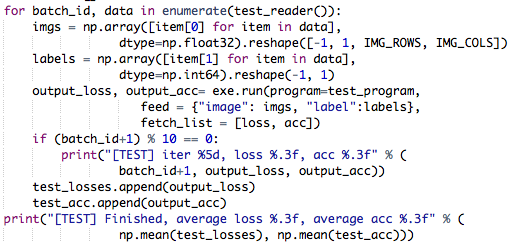 for batch_id, data in enumerate(test_reader()):
    imgs = np.array([item[0] for item in data],
                    dtype=np.float32).reshape([-1, 1, IMG_ROWS, IMG_COLS])
    labels = np.array([item[1] for item in data],
                    dtype=np.int64).reshape(-1, 1)
    output_loss, output_acc= exe.run(program=test_program,
                       feed = {"image": imgs, "label":labels},
                       fetch_list = [loss, acc])
    if (batch_id+1) % 10 == 0:
        print("[TEST] iter %5d, loss %.3f, acc %.3f" % (
                    batch_id+1, output_loss, output_acc))
    test_losses.append(output_loss)
    test_acc.append(output_acc)
print("[TEST] Finished, average loss %.3f, average acc %.3f" % (
                    np.mean(test_losses), np.mean(test_acc)))